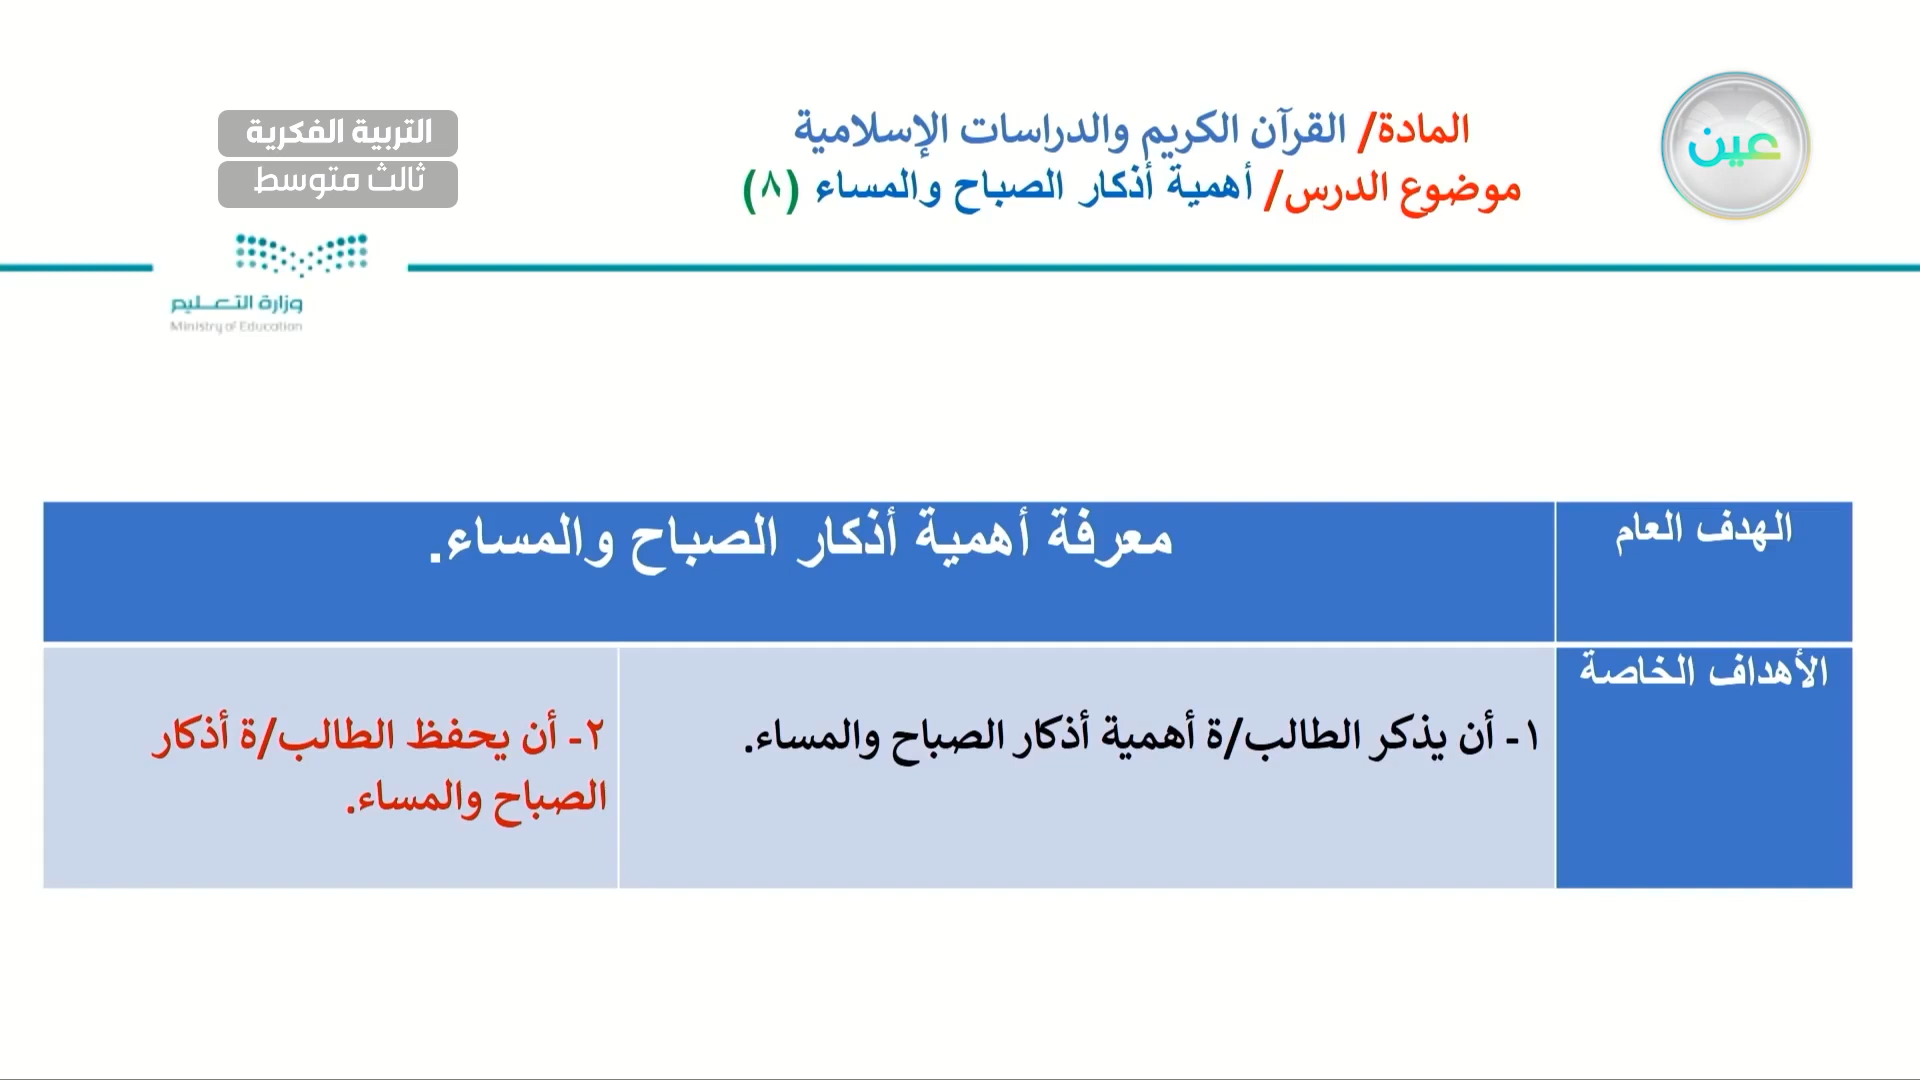 عين
المادة/ القرآن الكريم والدراسات الإسلامية
موضوع الدرس/ أهمية أذكار الصباح والمساء (٨)
التربية الفكرية
ثالث متوسط
وزارة التعليم
Ministry of Education
الهدف العام
معرفة أهمية أذكار الصباح والمساء.
الأهداف الخاصة
١- أن يذكر الطالب/ة أهمية أذكار الصباح والمساء.
٢- أن يحفظ الطالب/ة أذكار
الصباح والمساء.